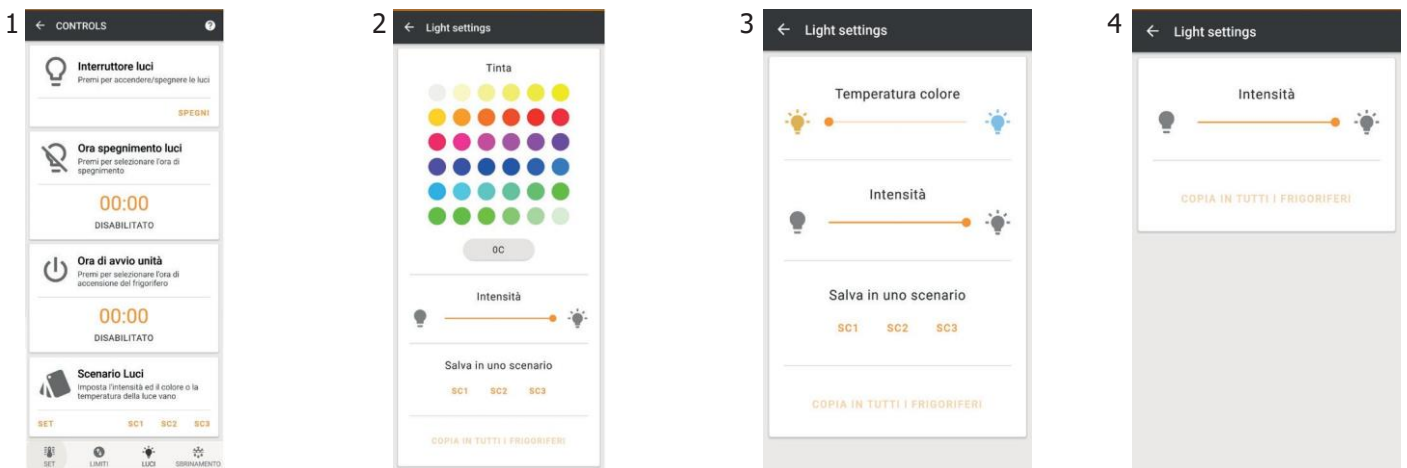 1
CONTROLS
Interruttore luci
Premi per accendere/spegnere le luci
SPEGNI
Ora spegnimento luci
Premi per selezionare l'ora di
spegnimento
00:00
DISABILITATO
Ora di avvio unità
Premi per selezionare l'ora di
accensione del frigorifero
00:00
DISABILITATO
Scenario Luci
Imposta l'intensità ed il colore o la
temperatura della luce vano
SET SC1 SC2 SC3
SET LIMITI LUCI SBRINAMENTO
2
Light settings
Tinta
0C
Intensità
Salva in uno scenario
SC1 SC2 SC3
COPIA IN TUTTI I FRIGORIFERI
3
Light settings
Temperatura colore
Intensità
Salva in uno scenario
SC1 SC2 SC3
COPIA IN TUTTI I FRIGORIFERI
4
Light settings
Intensità
COPIA IN TUTTI I FRIGORIFERI